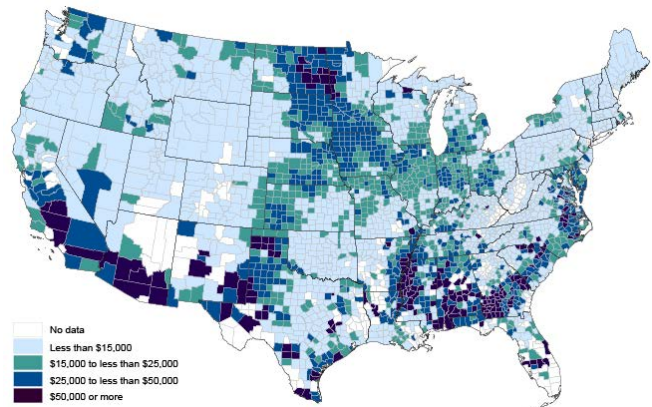 No data
Less than $15,000
$15,000 to less than $25,000
$25,000 to less than $50,000
$50,000 or more